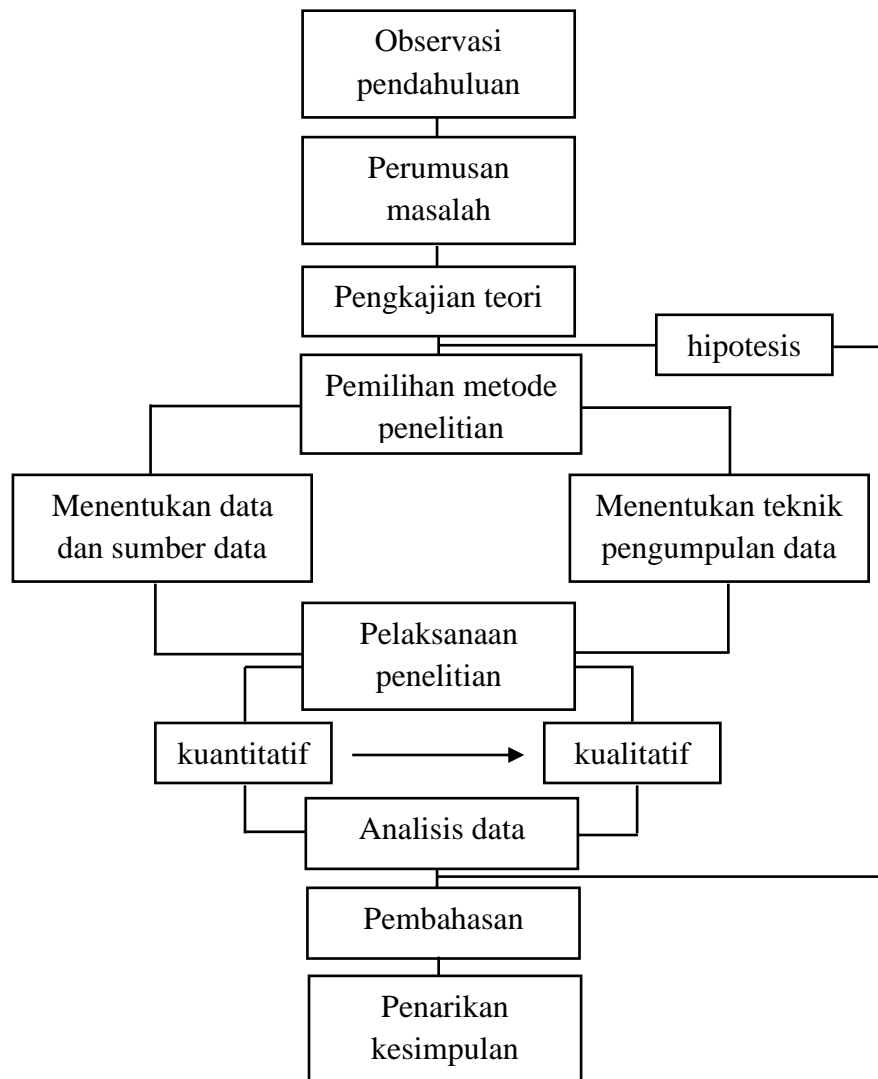 Observasi
pendahuluan
Perumusan
masalah
Pengkajian teori
hipotesis
Pemilihan metode
penelitian
Menentukan data
dan sumber data
Menentukan teknik
pengumpulan data
Pelaksanaan
penelitian
kuantitatif
kualitatif
Analisis data
Pembahasan
Penarikan
kesimpulan